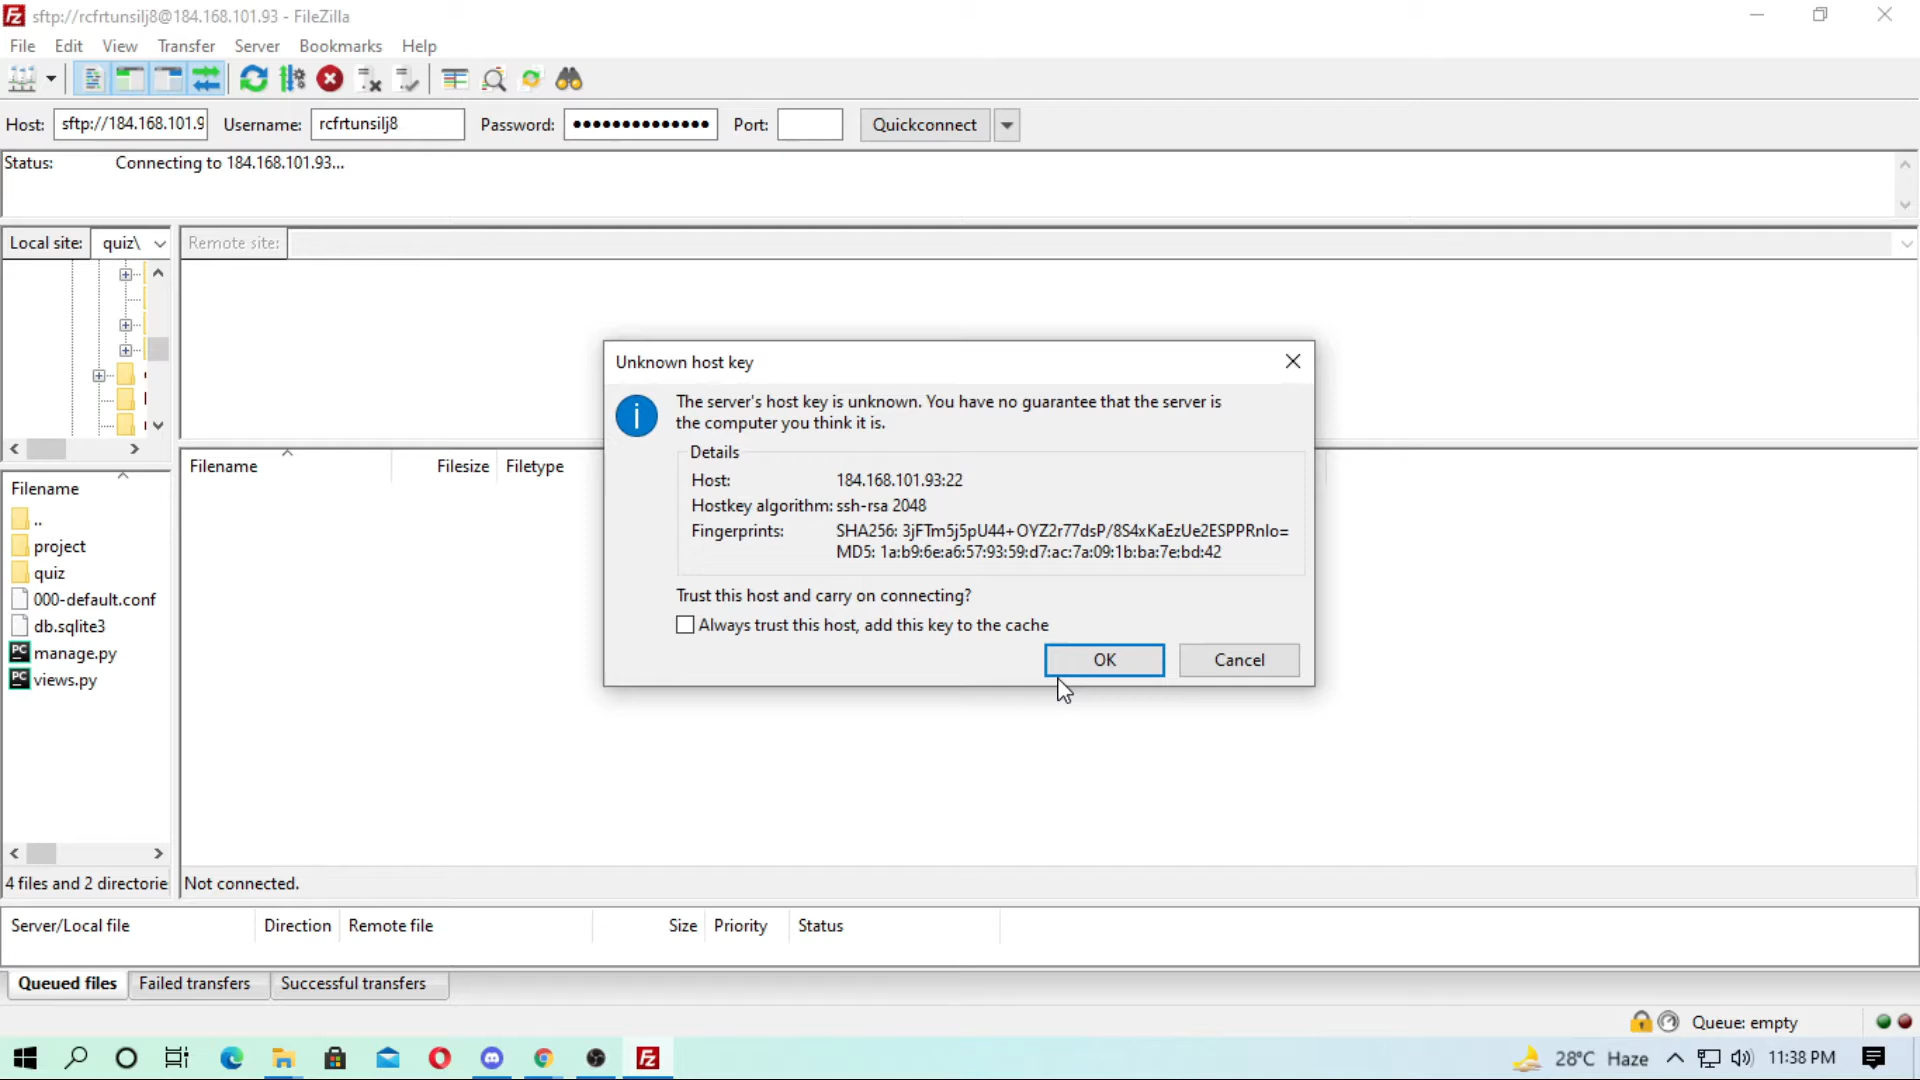 sftp://rcfrtunsilj8@184.168.101.93 - FileZilla
File Edit View Transfer Server Bookmarks Help
Host: sftp://184.168.101.9 Username: rcfrtunsilj8 Password: •••••••••••••• Port: Quickconnect
Status: Connecting to 184.168.101.93...
Local site: quiz\ Remote site:
Unknown host key
The server's host key is unknown. You have no guarantee that the server is
the computer you think it is.
Details
Host: 184.168.101.93:22
Hostkey algorithm: ssh-rsa 2048
Fingerprints: SHA256: 3jFTm5j5pU44+OYZ2r77dsP/8S4xKaEzUe2ESPPRnIo=
MD5: 1a:b9:6e:a6:57:93:59:d7:ac:7a:09:1b:ba:7e:bd:42
Trust this host and carry on connecting?
Always trust this host, add this key to the cache
OK Cancel
Filename Filesize Filetype
Filename
..
project
quiz
000-default.conf
db.sqlite3
PC manage.py
PC views.py
4 files and 2 directorie Not connected.
Server/Local file Direction Remote file Size Priority Status
Queued files Failed transfers Successful transfers
Queue: empty
28°C Haze 11:38 PM